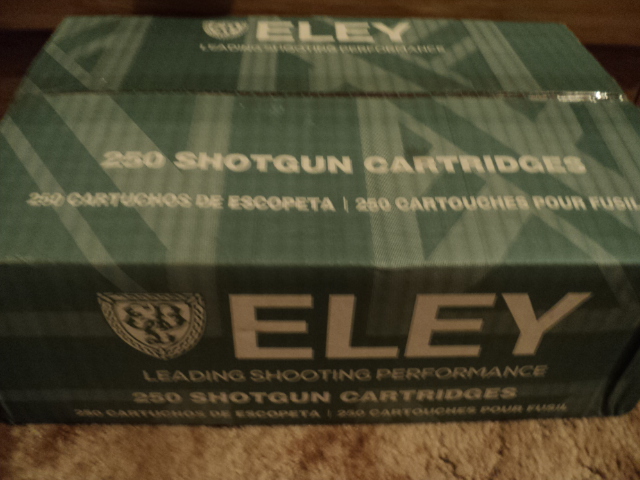 ELEY
LEADING SHOOTING PERFORMANCE
250 SHOTGUN CARTRIDGES
250 CARTUCHOS DE ESCOPETA | 250 CARTOUCHES POUR FUSIL
ELEY
LEADING SHOOTING PERFORMANCE
250 SHOTGUN CARTRIDGES
250 CARTUCHOS DE ESCOPETA | 250 CARTOUCHES POUR FUSIL